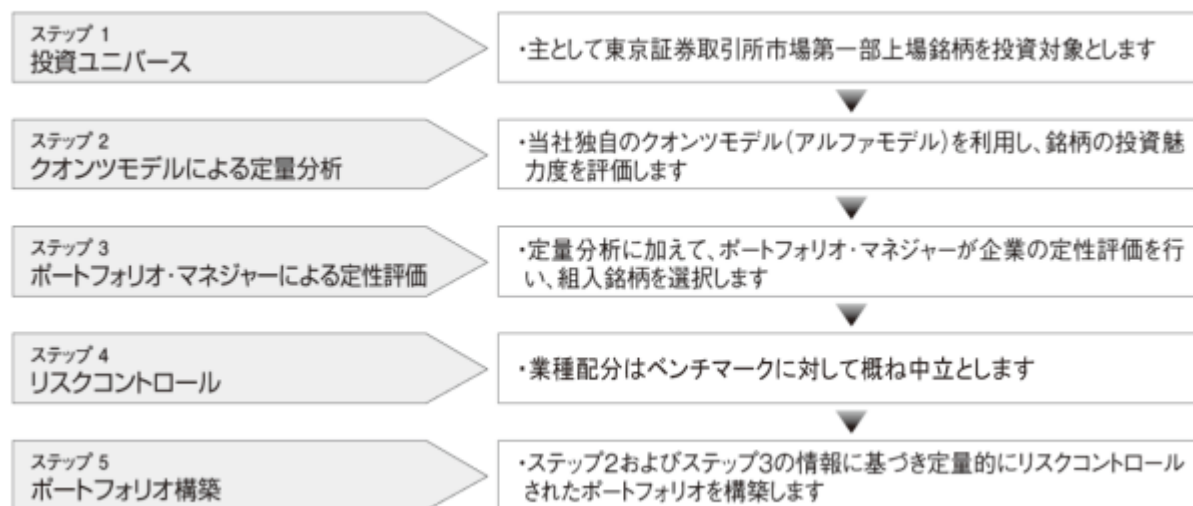 ステップ 1
投資ユニバース
・主として東京証券取引所市場第一部上場銘柄を投資対象とします
ステップ 2
クオンツモデルによる定量分析
・当社独自のクオンツモデル(アルファモデル)を利用し、銘柄の投資魅
力度を評価します
ステップ 3
ポートフォリオ・マネジャーによる定性評価
・定量分析に加えて、ポートフォリオ・マネジャーが企業の定性評価を行
い、組入銘柄を選択します
ステップ 4
リスクコントロール
・業種配分はベンチマークに対して概ね中立とします
ステップ 5
ポートフォリオ構築
・ステップ2およびステップ3の情報に基づき定量的にリスクコントロール
されたポートフォリオを構築します